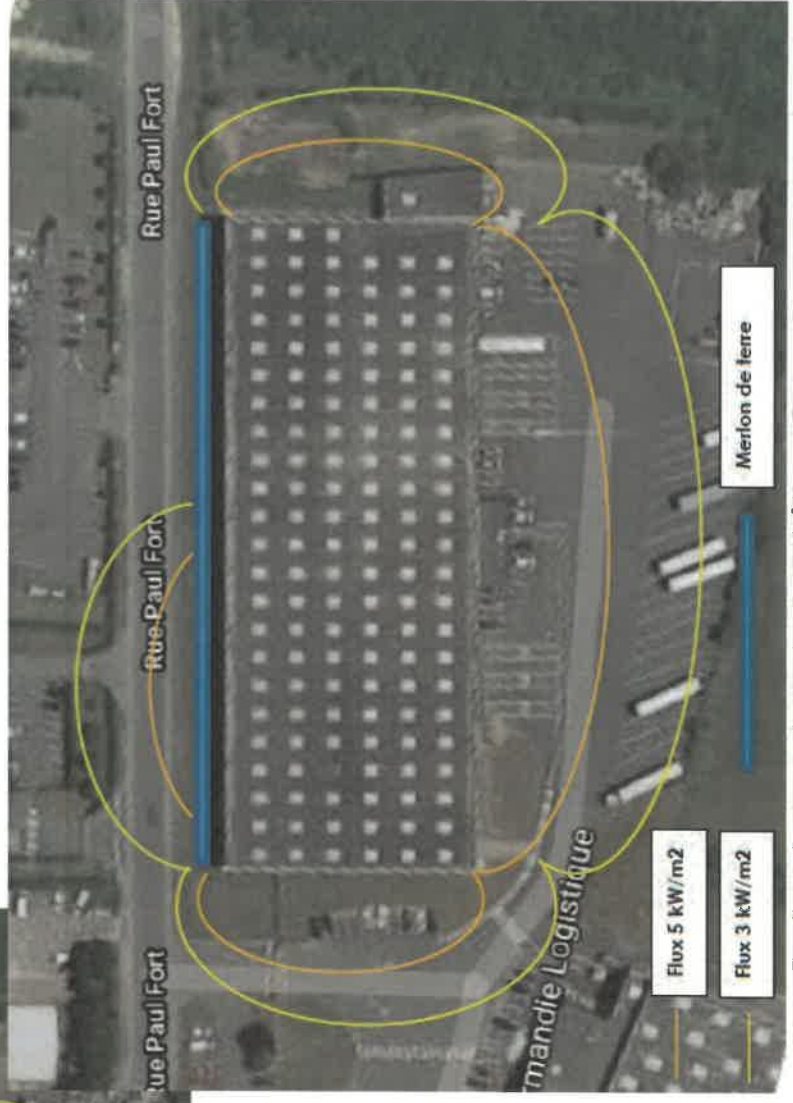 Rue Paul Fort
Rue Paul Fort
Rue Paul Fort
rmandie Logistique
Flux 5 kW/m2
Flux 3 kW/m2
Merlon de terre